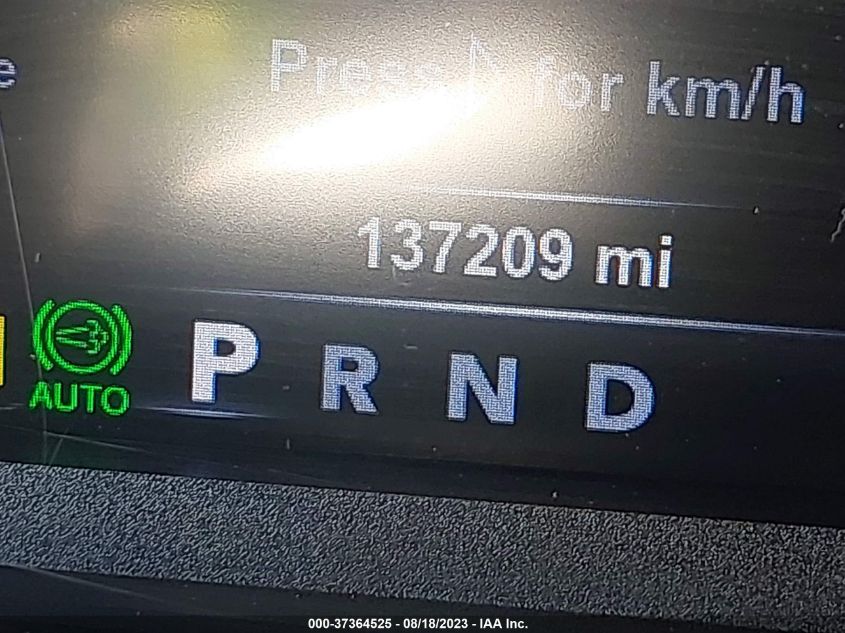 e
Press for km/h
137209 mi
AUTO
P R N D
000-37364525 - 08/18/2023 - IAA Inc.